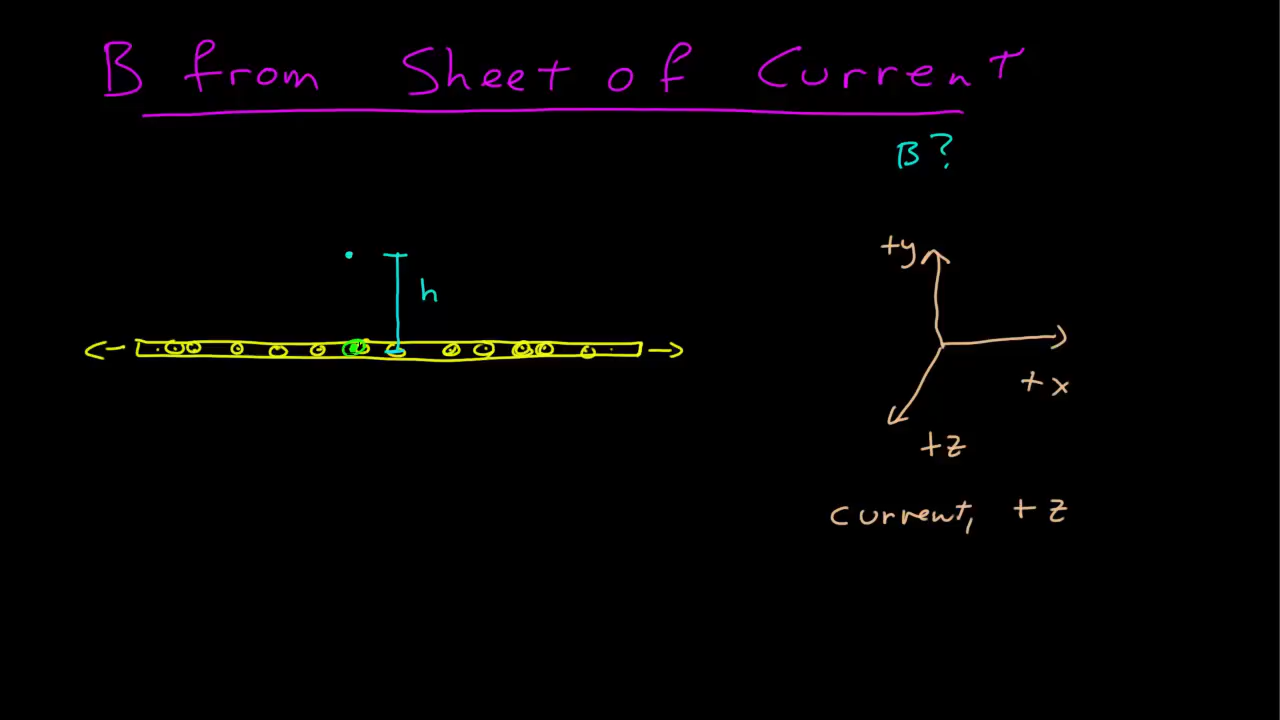 B from Sheet of Current
B?
+y
h
+x
+z
current, +z